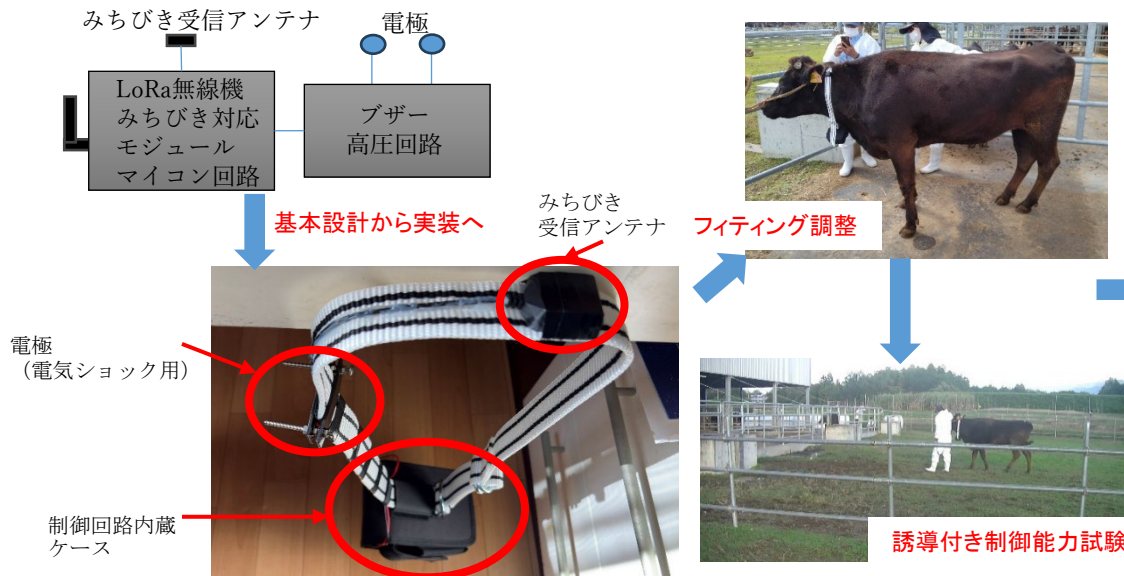 みちびき受信アンテナ
電極
LoRa無線機
みちびき対応
モジュール
マイコン回路
ブザー
高圧回路
基本設計から実装へ
みちびき
受信アンテナ
フィティング調整
電極
（電気ショック用）
制御回路内蔵
ケース
誘導付き制御能力試験